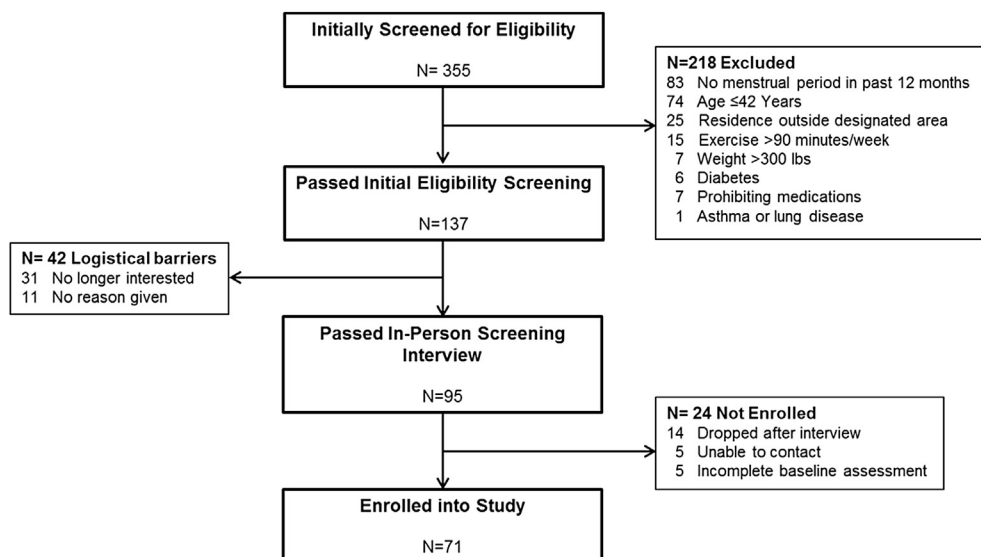 Initially Screened for Eligibility
N= 355
N=218 Excluded
83 No menstrual period in past 12 months
74 Age ≤42 Years
25 Residence outside designated area
15 Exercise >90 minutes/week
7 Weight >300 lbs
6 Diabetes
7 Prohibiting medications
1 Asthma or lung disease
Passed Initial Eligibility Screening
N=137
N= 42 Logistical barriers
31 No longer interested
11 No reason given
Passed In-Person Screening
Interview
N=95
N= 24 Not Enrolled
14 Dropped after interview
5 Unable to contact
5 Incomplete baseline assessment
Enrolled into Study
N=71